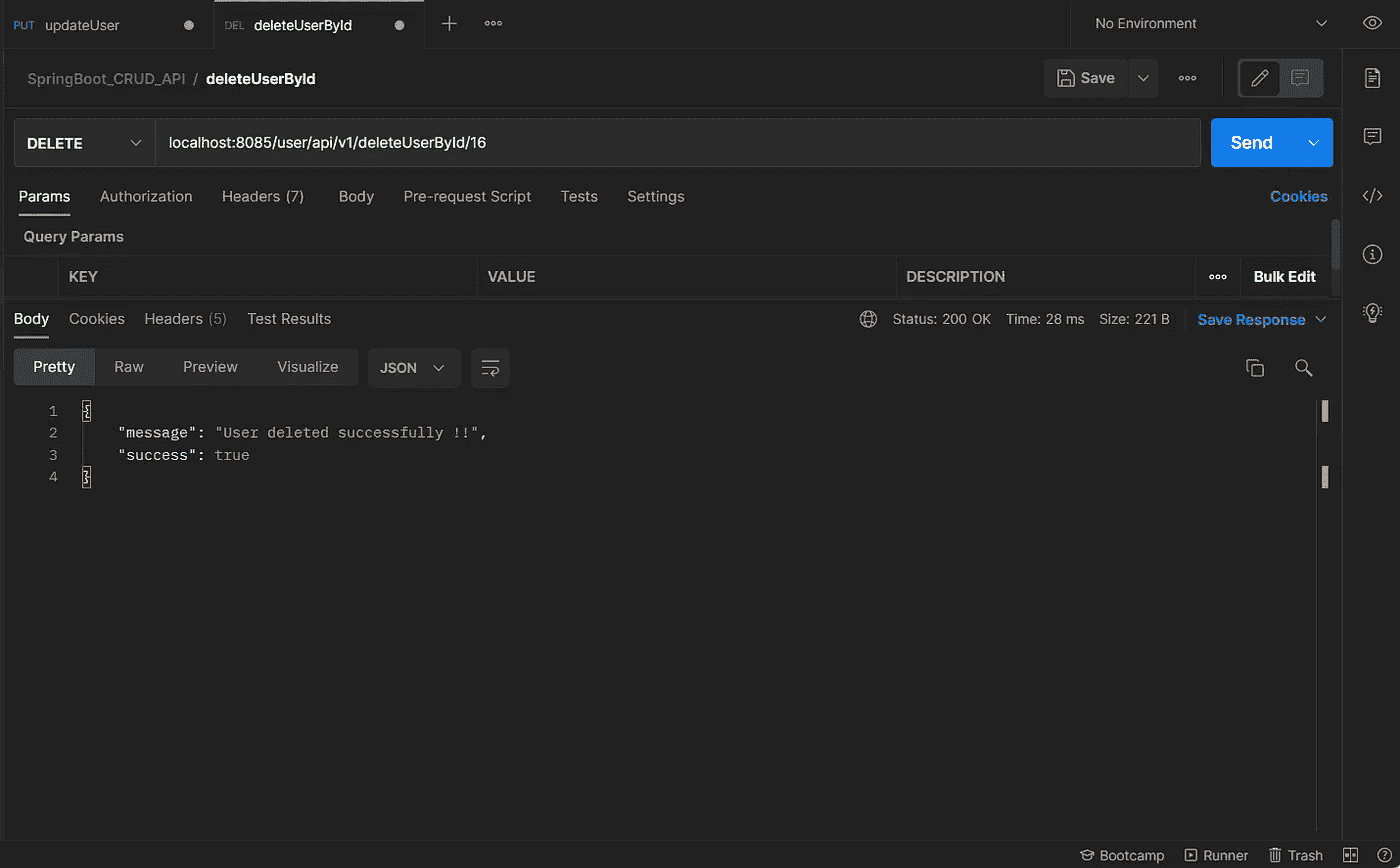 PUT updateUser DEL deleteUserById No Environment
SpringBoot_CRUD_API / deleteUserById Save
DELETE localhost:8085/user/api/v1/deleteUserById/16 Send
Params Authorization Headers (7) Body Pre-request Script Tests Settings Cookies
Query Params
KEY VALUE DESCRIPTION Bulk Edit
Body Cookies Headers (5) Test Results Status: 200 OK Time: 28 ms Size: 221 B Save Response
Pretty Raw Preview Visualize JSON
1 {
2 "message": "User deleted successfully !!",
3 "success": true
4 }
Bootcamp Runner Trash